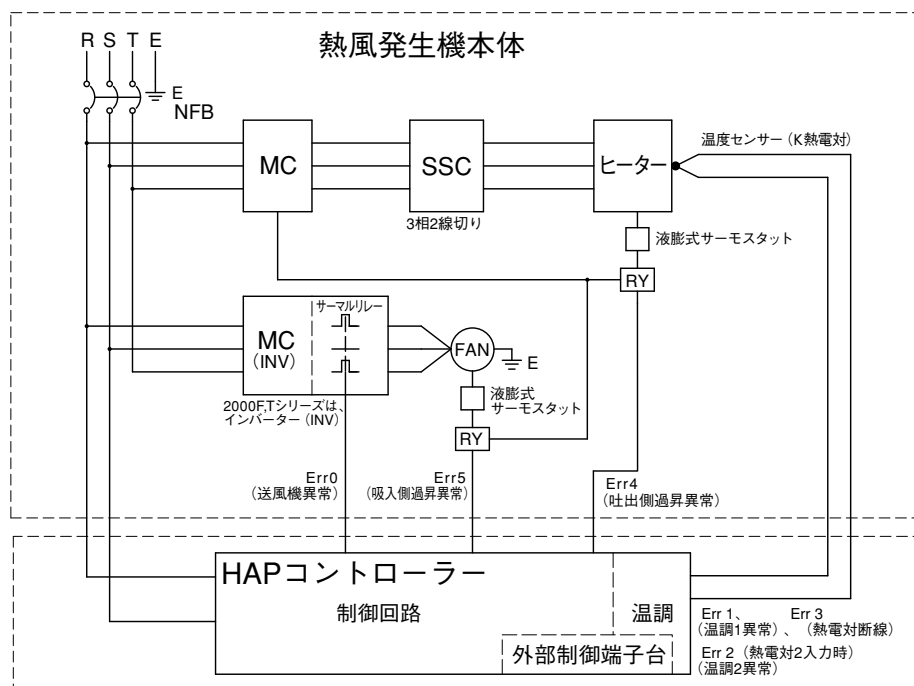 熱風発生機本体
R S T E
E
NFB
MC
SSC
ヒーター
温度センサー（K熱電対）
3相2線切り
液膨式サーモスタット
RY
サーマルリレー
MC
（INV）
FAN
E
2000F,Tシリーズは、
インバーター（INV）
液膨式
サーモスタット
RY
Err0
（送風機異常）
Err5
（吸入側過昇異常）
Err4
（吐出側過昇異常）
HAPコントローラー
制御回路
温調
外部制御端子台
Err 1、 Err 3
（温調1異常）、（熱電対断線）
Err 2（熱電対2入力時）
（温調2異常）